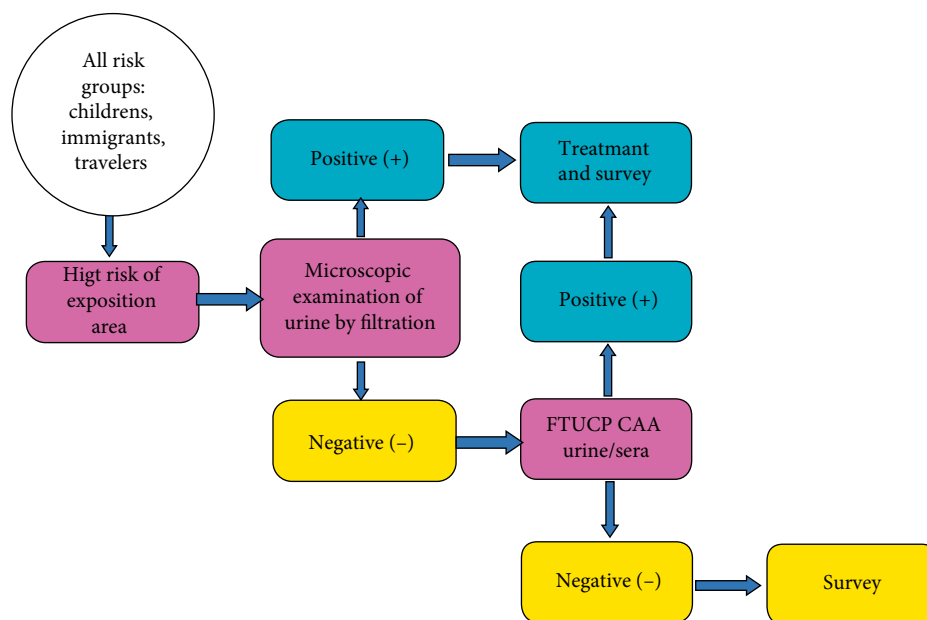 All risk
groups:
childrens,
immigrants,
travelers
Higt risk of
exposition
area
Microscopic
examination of
urine by filtration
Positive (+)
Treatmant
and survey
Positive (+)
Negative (–)
FTUCP CAA
urine/sera
Negative (–)
Survey